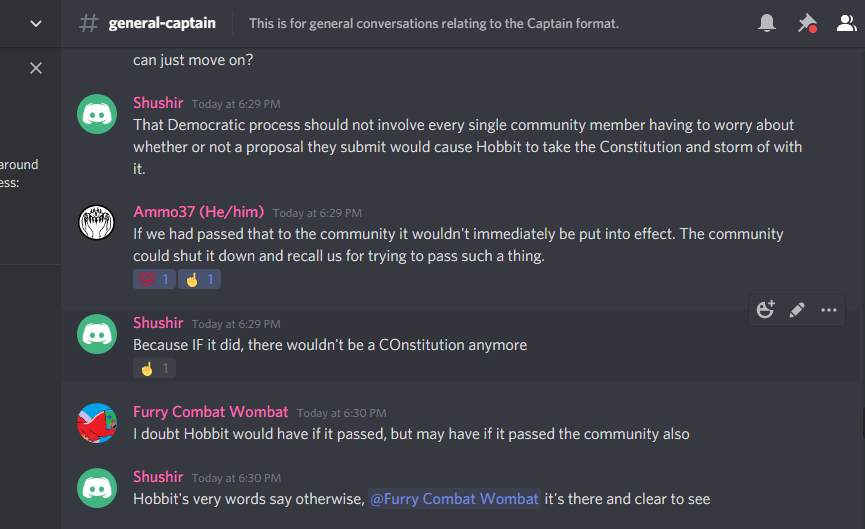 # general-captain This is for general conversations relating to the Captain format.
can just move on?
around
ess:
Shushir Today at 6:29 PM
That Democratic process should not involve every single community member having to worry about
whether or not a proposal they submit would cause Hobbit to take the Constitution and storm of with
it.
Ammo37 (He/him) Today at 6:29 PM
If we had passed that to the community it wouldn't immediately be put into effect. The community
could shut it down and recall us for trying to pass such a thing.
💯 1 ☝ 1
Shushir Today at 6:29 PM
Because IF it did, there wouldn't be a COnstitution anymore
☝ 1
Furry Combat Wombat Today at 6:30 PM
I doubt Hobbit would have if it passed, but may have if it passed the community also
Shushir Today at 6:30 PM
Hobbit's very words say otherwise, @Furry Combat Wombat it's there and clear to see